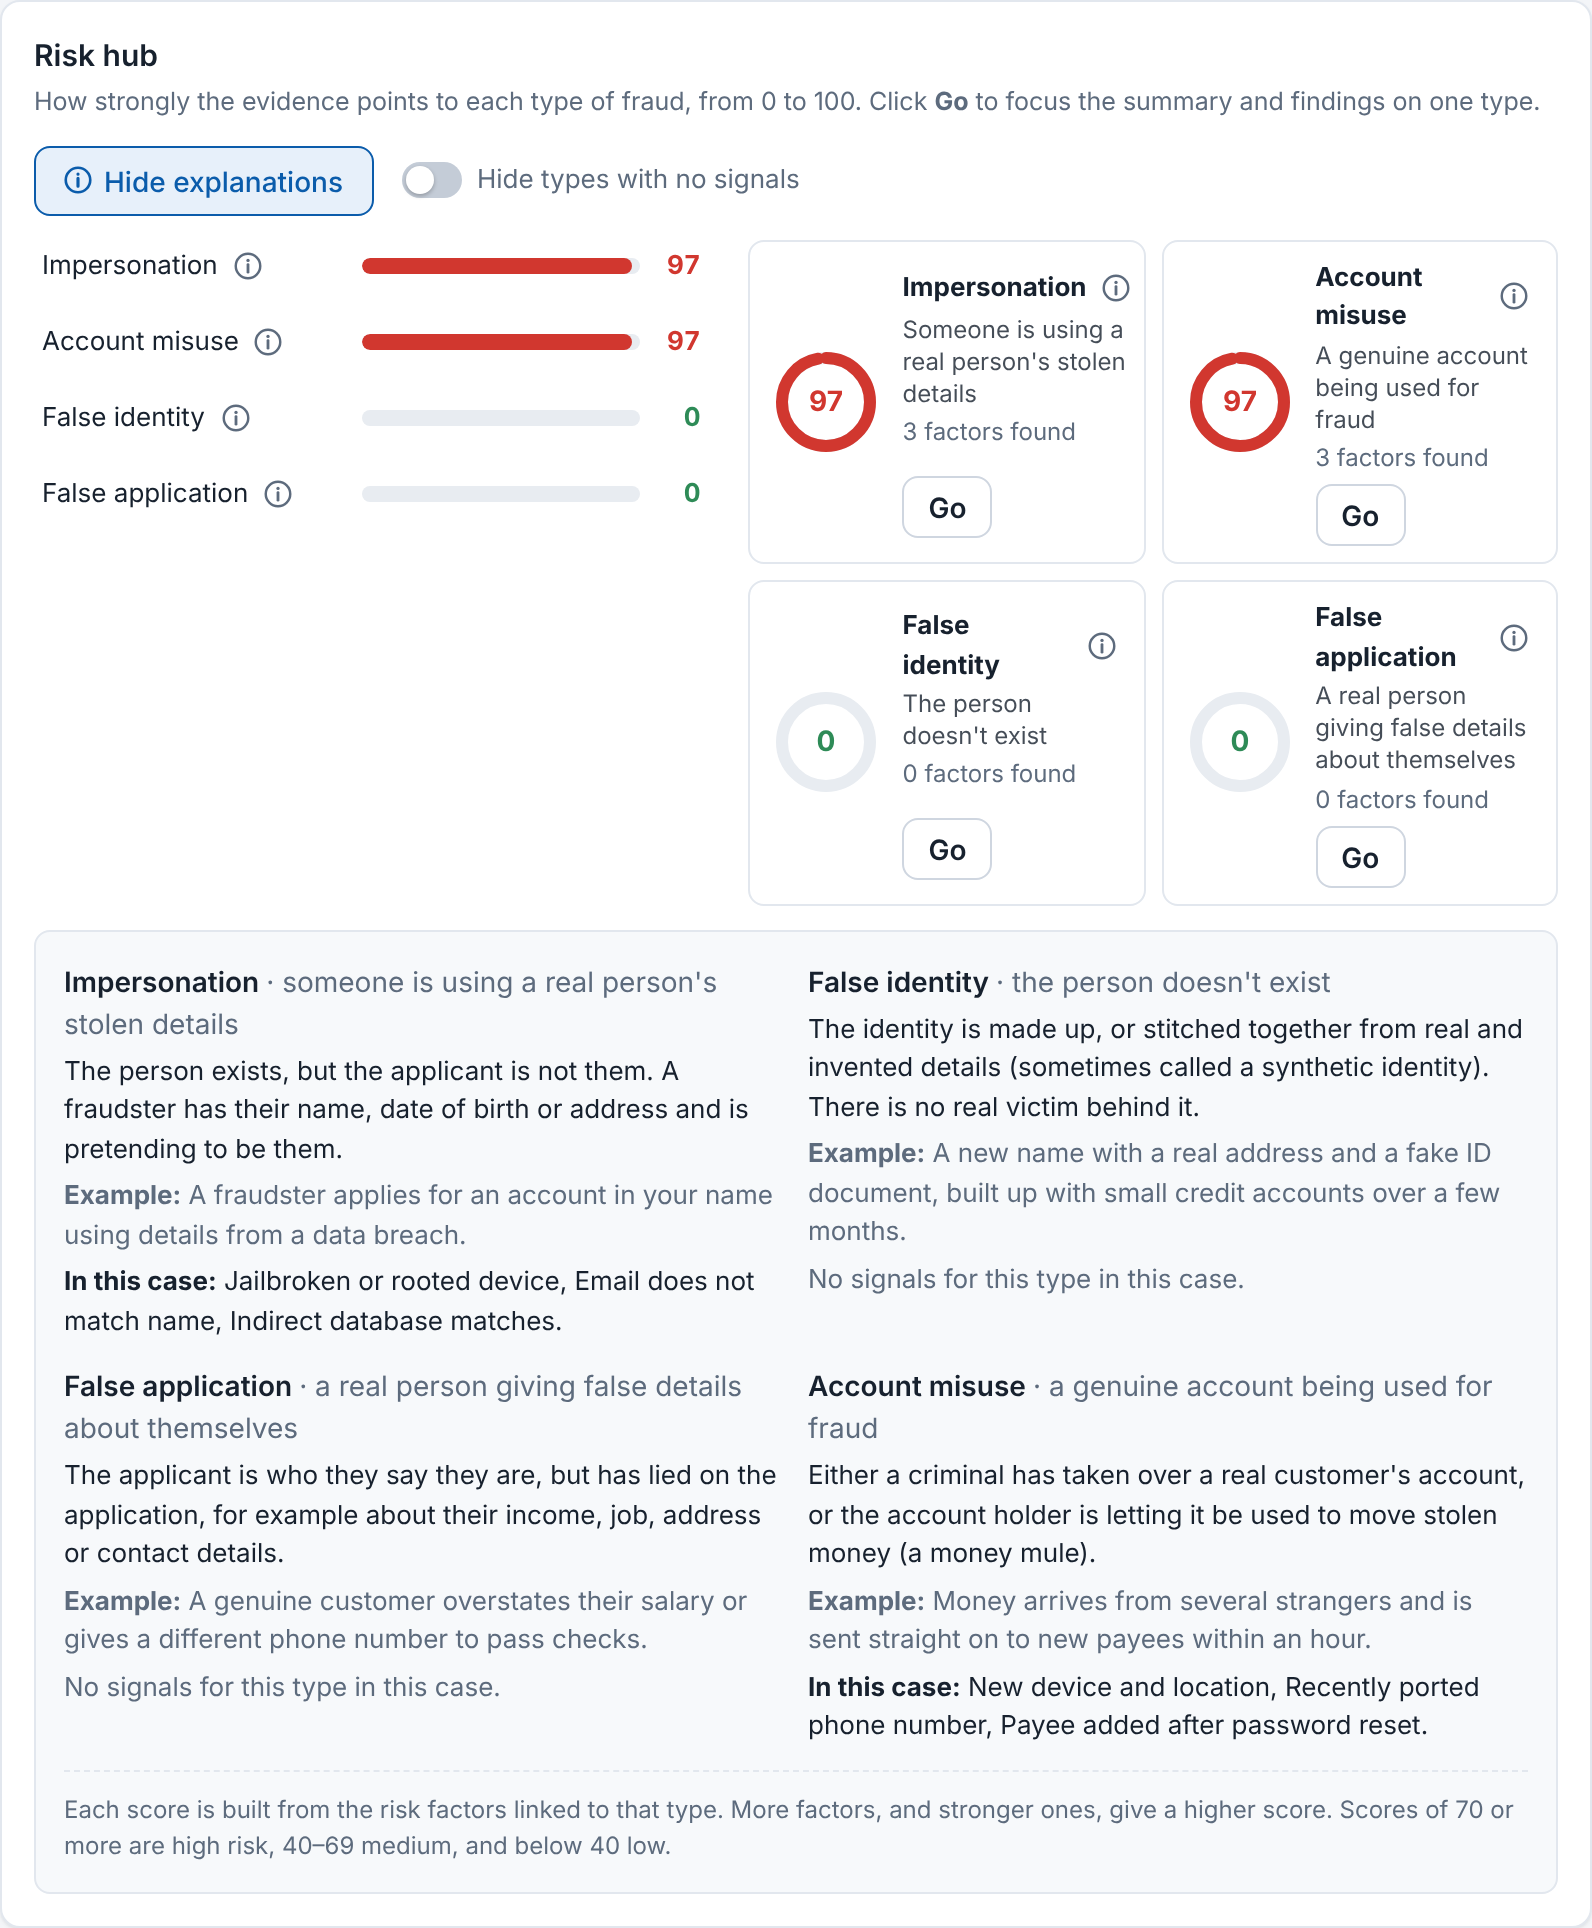 Risk hub
How strongly the evidence points to each type of fraud, from 0 to 100. Click Go to focus the summary and findings on one type.
Hide explanations
Hide types with no signals
Impersonation 97
Account misuse 97
False identity 0
False application 0
97
Impersonation
Someone is using a
real person's stolen
details
3 factors found
Go
97
Account
misuse
A genuine account
being used for
fraud
3 factors found
Go
0
False
identity
The person
doesn't exist
0 factors found
Go
0
False
application
A real person
giving false details
about themselves
0 factors found
Go
Impersonation · someone is using a real person's
stolen details
The person exists, but the applicant is not them. A
fraudster has their name, date of birth or address and is
pretending to be them.
Example: A fraudster applies for an account in your name
using details from a data breach.
In this case: Jailbroken or rooted device, Email does not
match name, Indirect database matches.
False identity · the person doesn't exist
The identity is made up, or stitched together from real and
invented details (sometimes called a synthetic identity).
There is no real victim behind it.
Example: A new name with a real address and a fake ID
document, built up with small credit accounts over a few
months.
No signals for this type in this case.
False application · a real person giving false details
about themselves
The applicant is who they say they are, but has lied on the
application, for example about their income, job, address
or contact details.
Example: A genuine customer overstates their salary or
gives a different phone number to pass checks.
No signals for this type in this case.
Account misuse · a genuine account being used for
fraud
Either a criminal has taken over a real customer's account,
or the account holder is letting it be used to move stolen
money (a money mule).
Example: Money arrives from several strangers and is
sent straight on to new payees within an hour.
In this case: New device and location, Recently ported
phone number, Payee added after password reset.
Each score is built from the risk factors linked to that type. More factors, and stronger ones, give a higher score. Scores of 70 or
more are high risk, 40–69 medium, and below 40 low.